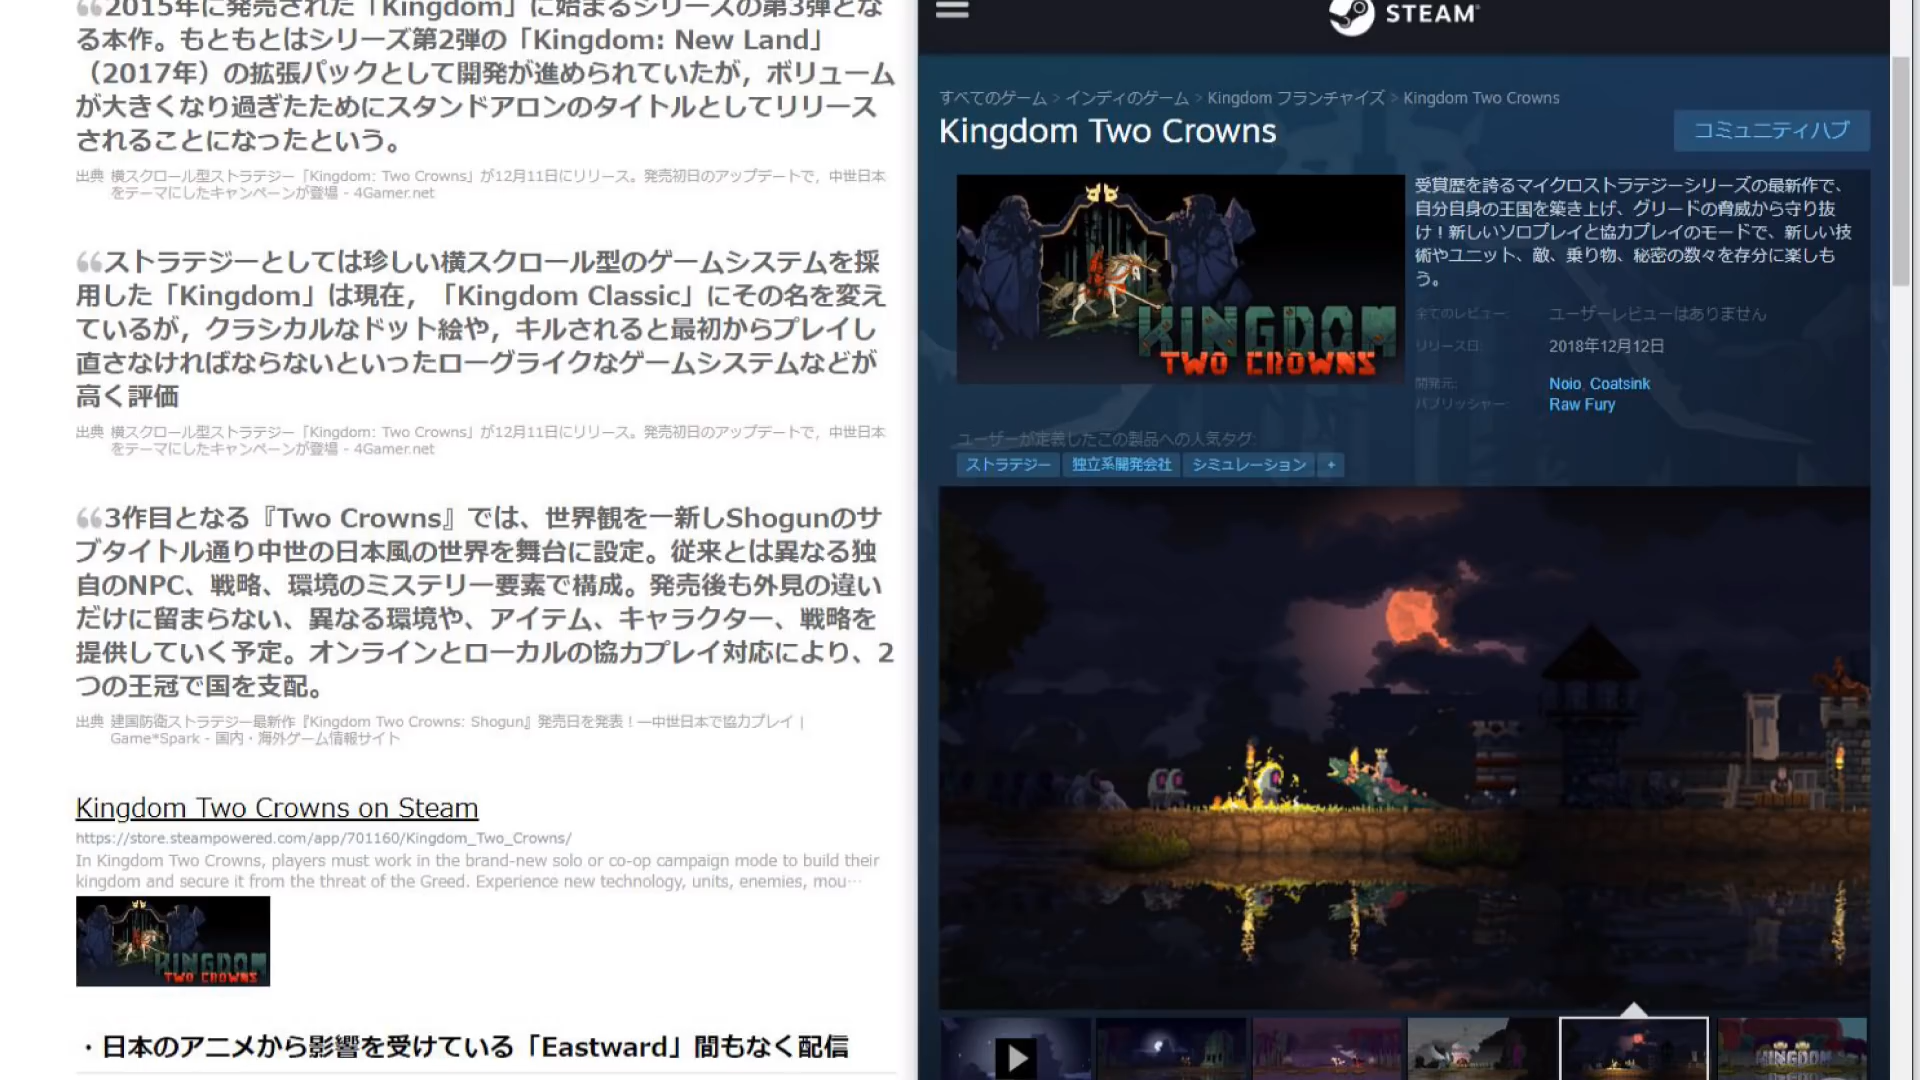 2015年に発売された「Kingdom」に始まるシリーズの第3弾とな
る本作。もともとはシリーズ第2弾の「Kingdom: New Land」
（2017年）の拡張パックとして開発が進められていたが，ボリューム
が大きくなり過ぎたためにスタンドアロンのタイトルとしてリリース
されることになったという。
出典 横スクロール型ストラテジー「Kingdom: Two Crowns」が12月11日にリリース。発売初日のアップデートで，中世日本
をテーマにしたキャンペーンが登場 - 4Gamer.net
ストラテジーとしては珍しい横スクロール型のゲームシステムを採
用した「Kingdom」は現在，「Kingdom Classic」にその名を変え
ているが，クラシカルなドット絵や，キルされると最初からプレイし
直さなければならないといったローグライクなゲームシステムなどが
高く評価
出典 横スクロール型ストラテジー「Kingdom: Two Crowns」が12月11日にリリース。発売初日のアップデートで，中世日本
をテーマにしたキャンペーンが登場 - 4Gamer.net
3作目となる『Two Crowns』では、世界観を一新しShogunのサ
ブタイトル通り中世の日本風の世界を舞台に設定。従来とは異なる独
自のNPC、戦略、環境のミステリー要素で構成。発売後も外見の違い
だけに留まらない、異なる環境や、アイテム、キャラクター、戦略を
提供していく予定。オンラインとローカルの協力プレイ対応により、2
つの王冠で国を支配。
出典 建国防衛ストラテジー最新作『Kingdom Two Crowns: Shogun』発売日を発表！―中世日本で協力プレイ |
Game*Spark - 国内・海外ゲーム情報サイト
Kingdom Two Crowns on Steam
https://store.steampowered.com/app/701160/Kingdom_Two_Crowns/
In Kingdom Two Crowns, players must work in the brand-new solo or co-op campaign mode to build their
kingdom and secure it from the threat of the Greed. Experience new technology, units, enemies, mou…
KINGDOM
TWO CROWNS
・日本のアニメから影響を受けている「Eastward」間もなく配信
STEAM
すべてのゲーム > インディのゲーム > Kingdom フランチャイズ > Kingdom Two Crowns
Kingdom Two Crowns
コミュニティハブ
KINGDOM
TWO CROWNS
受賞歴を誇るマイクロストラテジーシリーズの最新作で、
自分自身の王国を築き上げ、グリードの脅威から守り抜
け！新しいソロプレイと協力プレイのモードで、新しい技
術やユニット、敵、乗り物、秘密の数々を存分に楽しも
う。
全てのレビュー: ユーザーレビューはありません
リリース日: 2018年12月12日
開発元: Noio, Coatsink
パブリッシャー: Raw Fury
ユーザーが定義したこの製品への人気タグ:
ストラテジー 独立系開発会社 シミュレーション +
KINGDOM